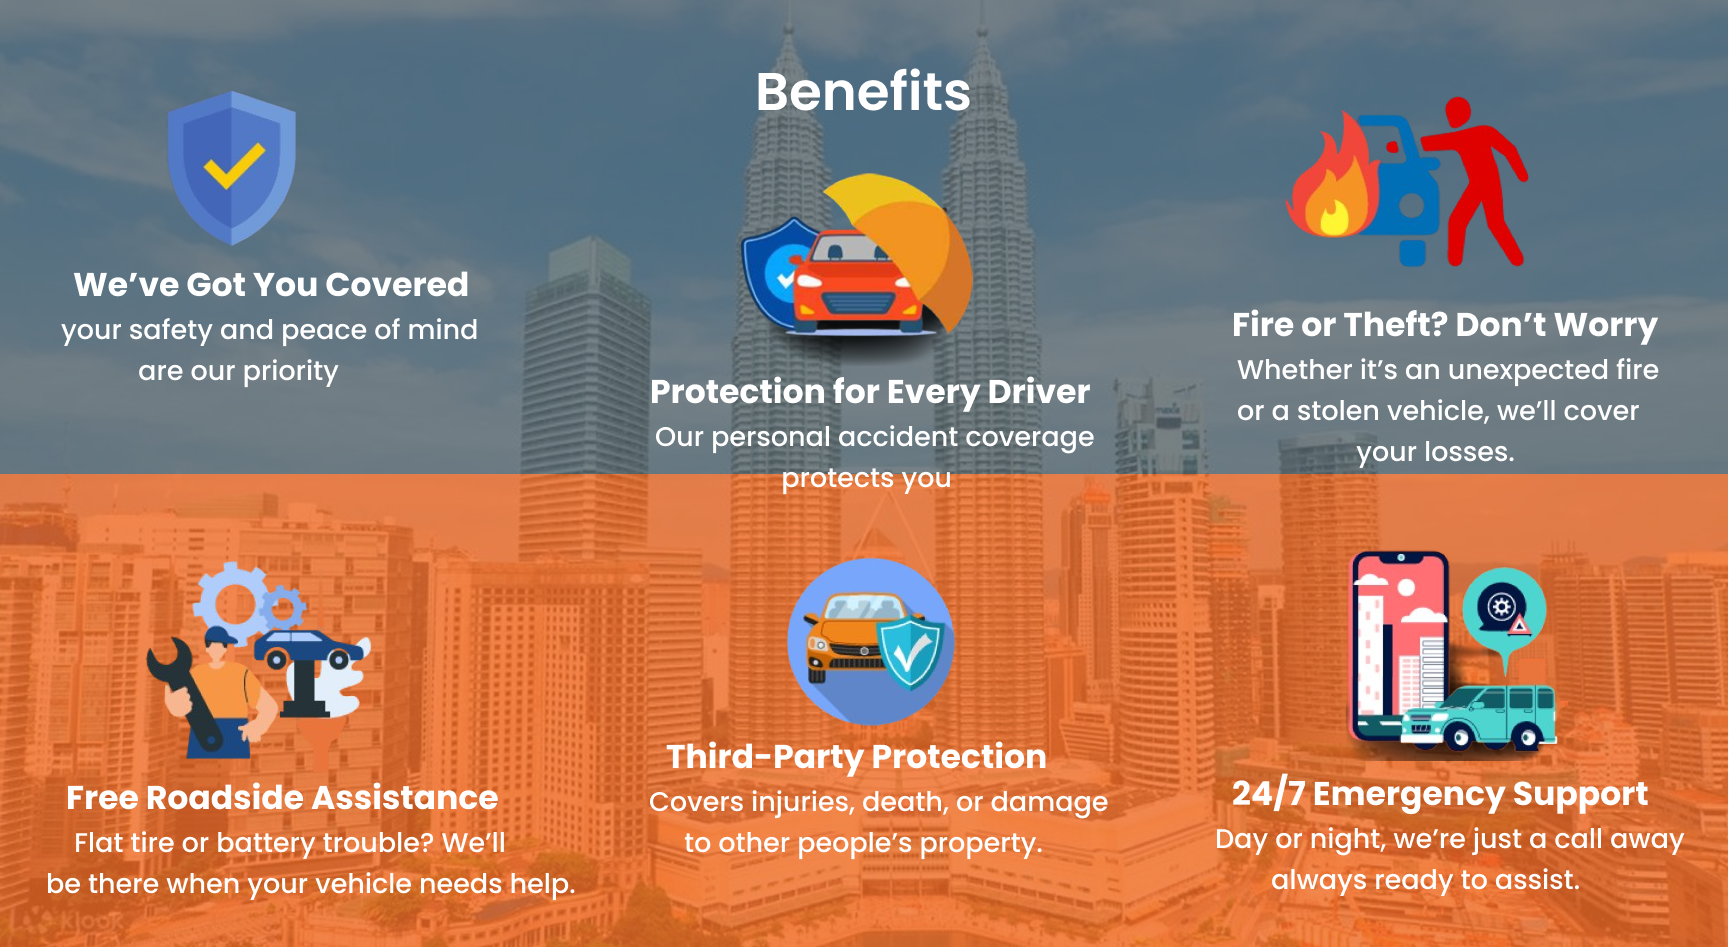 Benefits
We’ve Got You Covered
your safety and peace of mind
are our priority
Protection for Every Driver
Our personal accident coverage
protects you
Fire or Theft? Don’t Worry
Whether it’s an unexpected fire
or a stolen vehicle, we’ll cover
your losses.
Free Roadside Assistance
Flat tire or battery trouble? We’ll
be there when your vehicle needs help.
Third-Party Protection
Covers injuries, death, or damage
to other people’s property.
24/7 Emergency Support
Day or night, we’re just a call away
always ready to assist.
klook